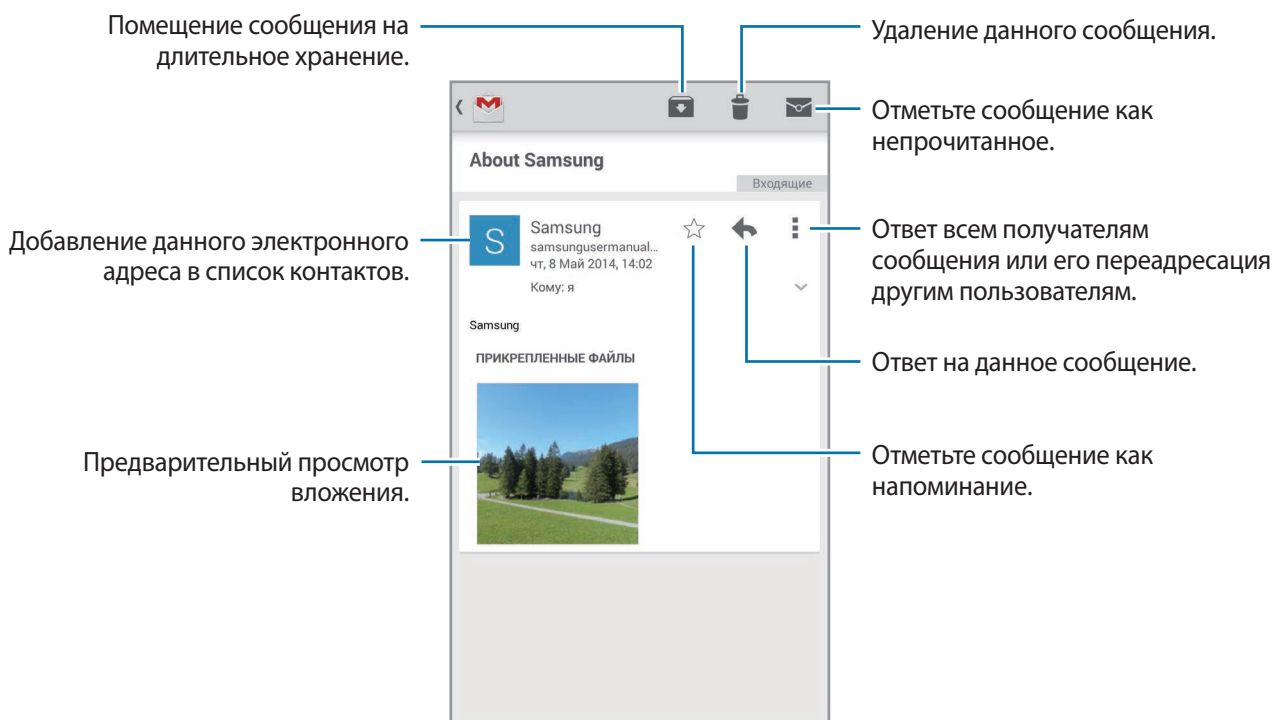 Помещение сообщения на
длительное хранение.
Удаление данного сообщения.
Отметьте сообщение как
непрочитанное.
About Samsung
Входящие
Добавление данного электронного
адреса в список контактов.
S
Samsung
samsungusermanual...
чт, 8 Май 2014, 14:02
Кому: я
Ответ всем получателям
сообщения или его переадресация
другим пользователям.
Samsung
ПРИКРЕПЛЕННЫЕ ФАЙЛЫ
Ответ на данное сообщение.
Предварительный просмотр
вложения.
Отметьте сообщение как
напоминание.